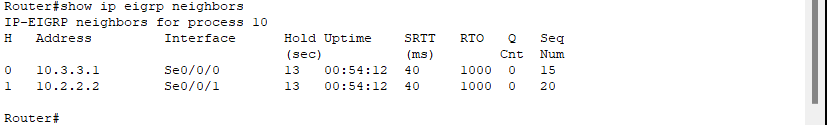 Router#show ip eigrp neighbors
IP-EIGRP neighbors for process 10
H   Address         Interface      Hold Uptime    SRTT   RTO   Q   Seq
                                   (sec)          (ms)        Cnt  Num
0   10.3.3.1        Se0/0/0        13   00:54:12  40     1000  0   15
1   10.2.2.2        Se0/0/1        13   00:54:12  40     1000  0   20
Router#